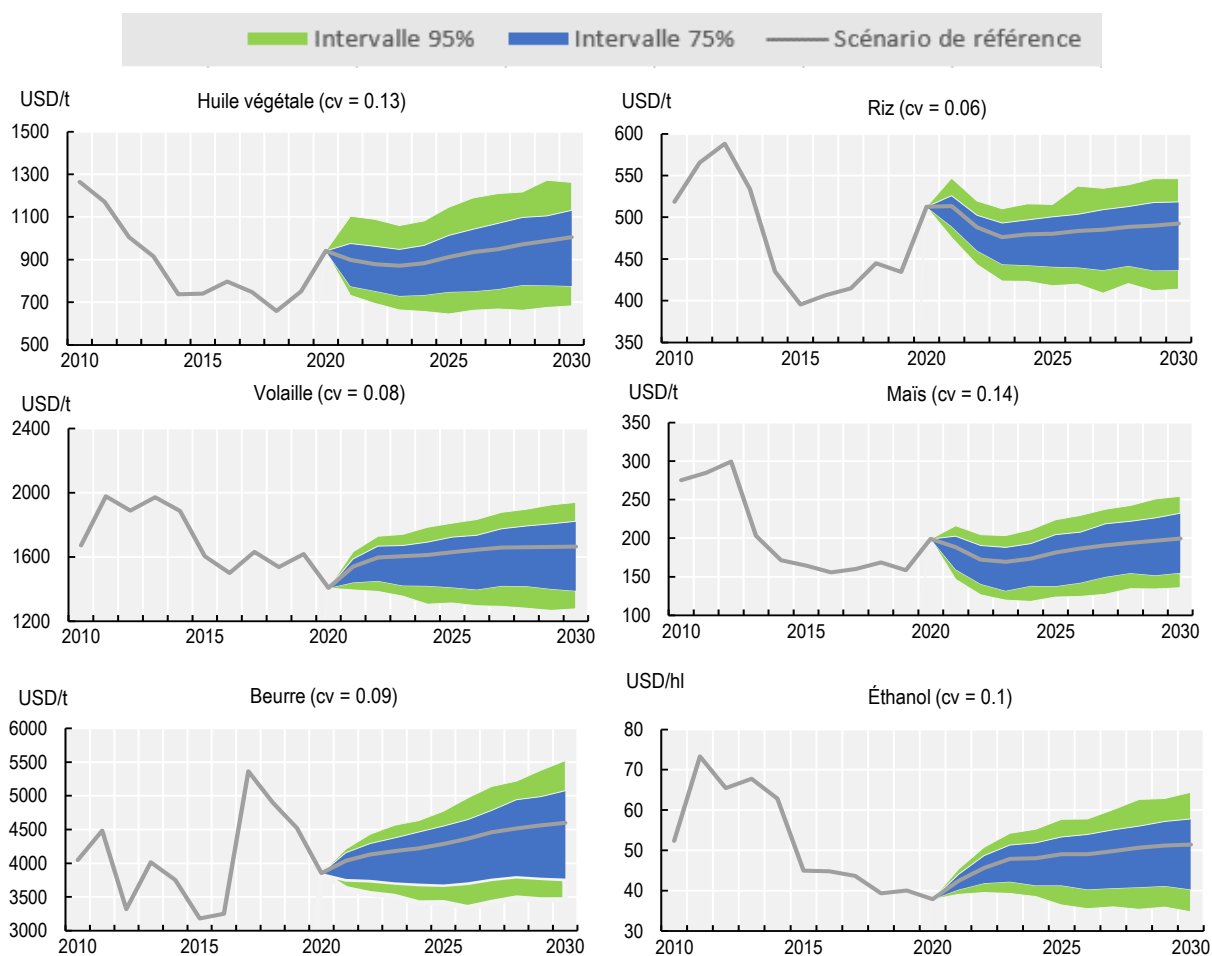 Intervalle 95% Intervalle 75% Scénario de référence
USD/t
Huile végétale (cv = 0.13)
1500
1300
1100
900
700
500
2010 2015 2020 2025 2030
USD/t
Riz (cv = 0.06)
600
550
500
450
400
350
2010 2015 2020 2025 2030
USD/t
Volaille (cv = 0.08)
2400
2000
1600
1200
2010 2015 2020 2025 2030
USD/t
Maïs (cv = 0.14)
350
300
250
200
150
100
2010 2015 2020 2025 2030
USD/t
Beurre (cv = 0.09)
6000
5500
5000
4500
4000
3500
3000
2010 2015 2020 2025 2030
USD/hl
Éthanol (cv = 0.1)
80
70
60
50
40
30
2010 2015 2020 2025 2030